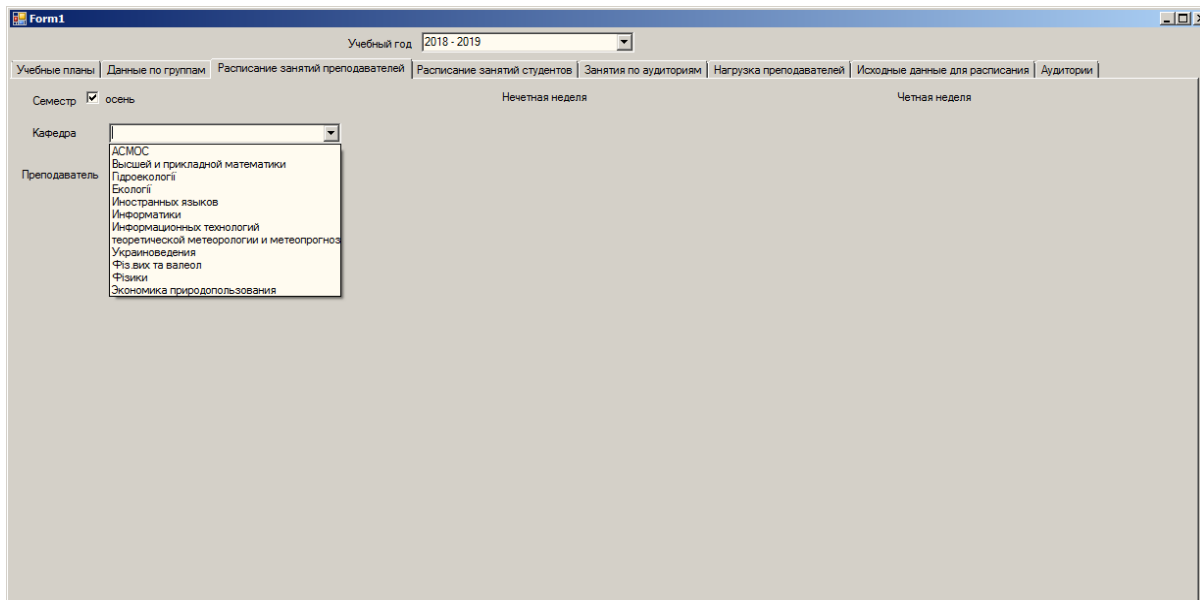 Form1
Учебный год 2018 - 2019
Учебные планы Данные по группам Расписание занятий преподавателей Расписание занятий студентов Занятия по аудиториям Нагрузка преподавателей Исходные данные для расписания Аудитории
Семестр осень Нечетная неделя Четная неделя
Кафедра
АСМОС
Высшей и прикладной математики
Гідроекології
Екології
Иностранных языков
Информатики
Информационных технологий
теоретической метеорологии и метеопрогноз
Украиноведения
Фіз.вих та валеол
Фізики
Экономика природопользования
Преподаватель